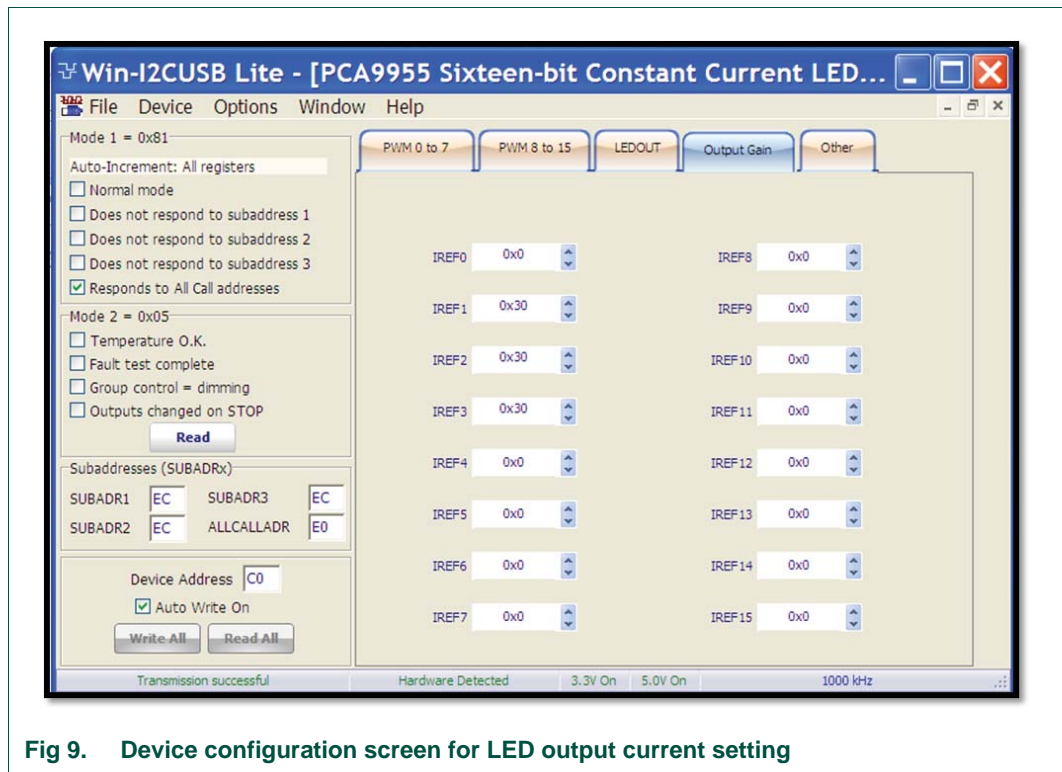 Win-I2CUSB Lite - [PCA9955 Sixteen-bit Constant Current LED...
File Device Options Window Help
Mode 1 = 0x81
Auto-Increment: All registers
Normal mode
Does not respond to subaddress 1
Does not respond to subaddress 2
Does not respond to subaddress 3
Responds to All Call addresses
Mode 2 = 0x05
Temperature O.K.
Fault test complete
Group control = dimming
Outputs changed on STOP
Read
Subaddresses (SUBADRx)
SUBADR1 EC SUBADR3 EC
SUBADR2 EC ALLCALLADR E0
Device Address C0
Auto Write On
Write All Read All
PWM 0 to 7 PWM 8 to 15 LEDOUT Output Gain Other
IREF0 0x0 IREF8 0x0
IREF1 0x30 IREF9 0x0
IREF2 0x30 IREF10 0x0
IREF3 0x30 IREF11 0x0
IREF4 0x0 IREF12 0x0
IREF5 0x0 IREF13 0x0
IREF6 0x0 IREF14 0x0
IREF7 0x0 IREF15 0x0
Transmission successful Hardware Detected 3.3V On 5.0V On 1000 kHz
Fig 9. Device configuration screen for LED output current setting